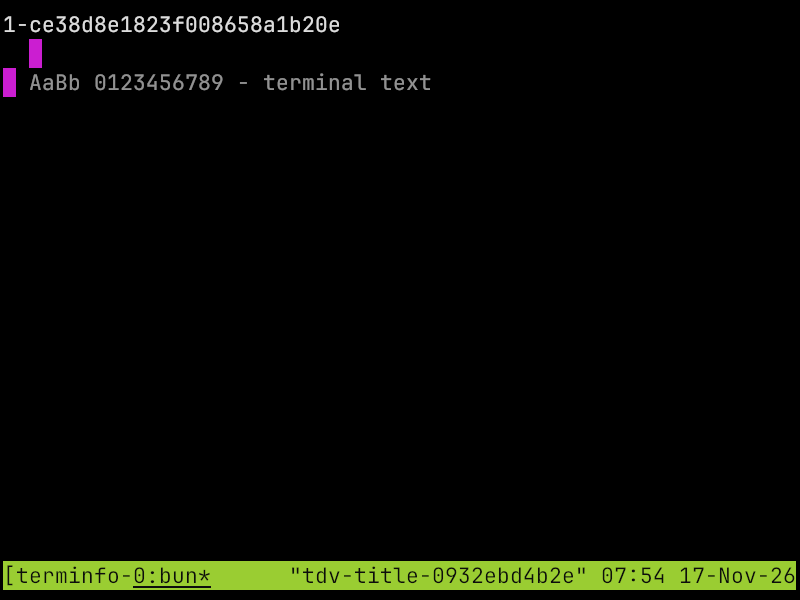 1-ce38d8e1823f008658a1b20e
AaBb 0123456789 - terminal text
[terminfo-0:bun*      "tdv-title-0932ebd4b2e" 07:54 17-Nov-26